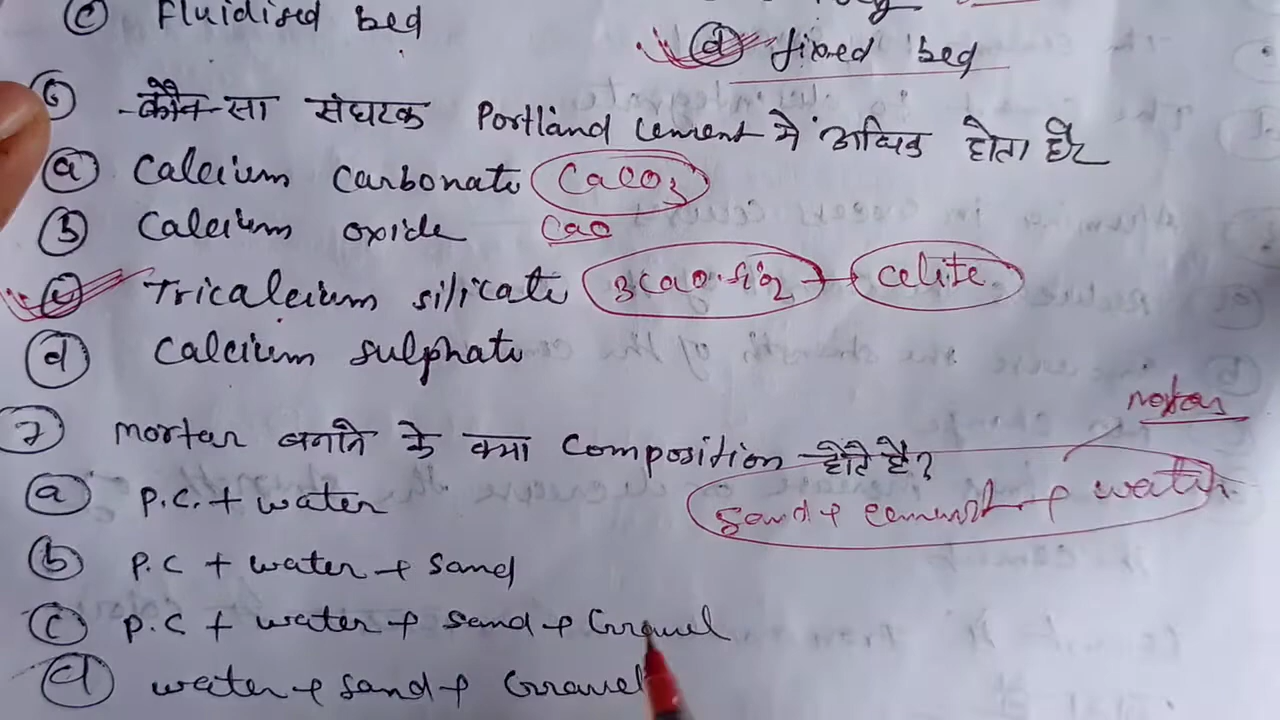 (c) Fluidised bed
(d) fixed bed
(6) कौन सा संघटक Portland cement मे अधिक होता है
(a) Calcium Carbonate CaCO3
(b) Calcium oxide CaO
(c) Tricalcium silicate 3CaO.SiO2 → celite
(d) Calcium sulphate
(7) Mortar बनाने के क्या Composition होते है?
motar
(a) P.C. + water
sand + cement + water
(b) P.C + water + sand
(c) P.C + water + sand + Gravel
(d) water + sand + Gravel